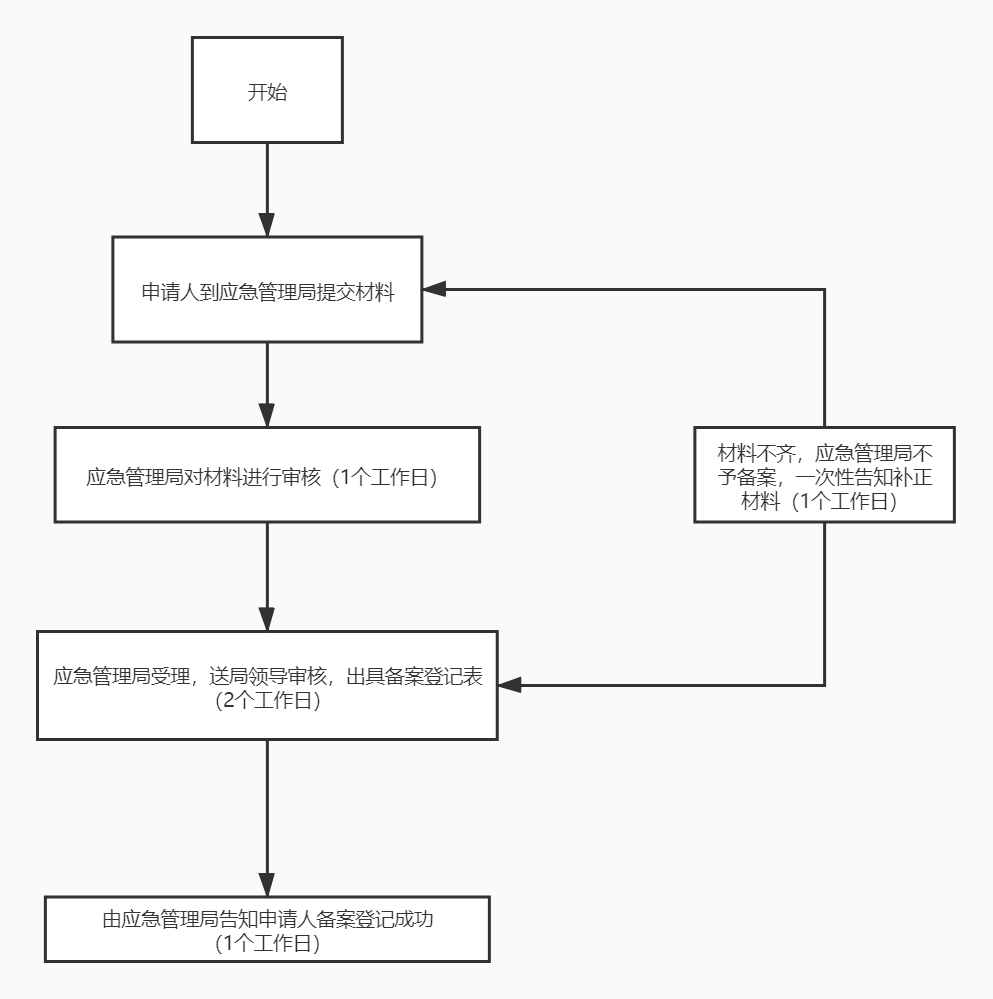 开始
申请人到应急管理局提交材料
应急管理局对材料进行审核（1个工作日）
材料不齐，应急管理局不
予备案，一次性告知补正
材料（1个工作日）
应急管理局受理，送局领导审核，出具备案登记表
（2个工作日）
由应急管理局告知申请人备案登记成功
（1个工作日）